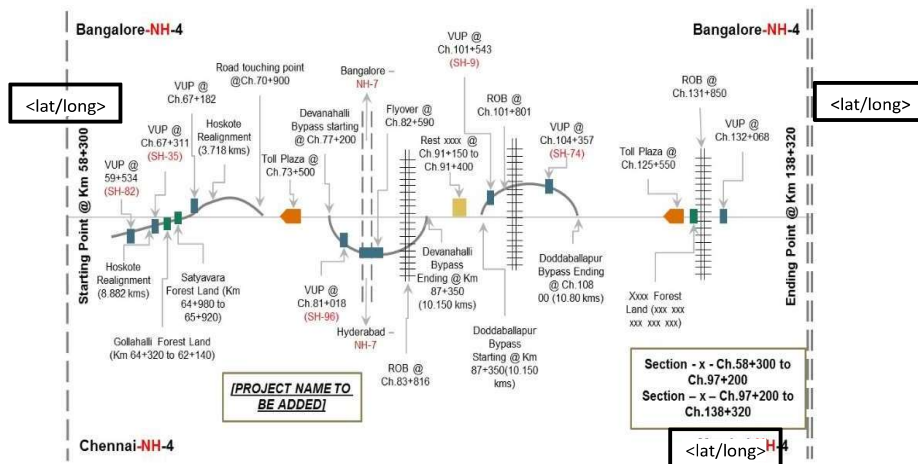 Bangalore-NH-4
Bangalore-NH-4
<lat/long>
<lat/long>
Starting Point @ Km 58+300
Ending Point @ Km 138+320
VUP @
59+534
(SH-82)
VUP @
Ch.67+311
(SH-35)
VUP @
Ch.67+182
Hoskote
Realignment
(3.718 kms)
Road touching point
@Ch.70+900
Toll Plaza @
Ch.73+500
Devanahalli
Bypass starting
@ Ch.77+200
Bangalore –
NH-7
Flyover @
Ch.82+590
VUP @
Ch.101+543
(SH-9)
Rest xxxx @
Ch.91+150 to
Ch.91+400
ROB @
Ch.101+801
VUP @
Ch.104+357
(SH-74)
Toll Plaza @
Ch.125+550
ROB @
Ch.131+850
VUP @
Ch.132+068
Hoskote
Realignment
(8.882 kms)
Satyavara
Forest Land (Km
64+980 to
65+920)
Gollahalli Forest Land
(Km 64+320 to 62+140)
VUP @
Ch.81+018
(SH-96)
Hyderabad –
NH-7
ROB @
Ch.83+816
Devanahalli
Bypass
Ending @ Km
87+350
(10.150 kms)
Doddaballapur
Bypass
Starting @ Km
87+350(10.150
kms)
Doddaballapur
Bypass Ending
@ Ch.108
00 (10.80 kms)
Xxxx Forest
Land (xxx xxx
xxx xxx xxx)
[PROJECT NAME TO
BE ADDED]
Section - x - Ch.58+300 to
Ch.97+200
Section – x – Ch.97+200 to
Ch.138+320
Chennai-NH-4
H-4
<lat/long>